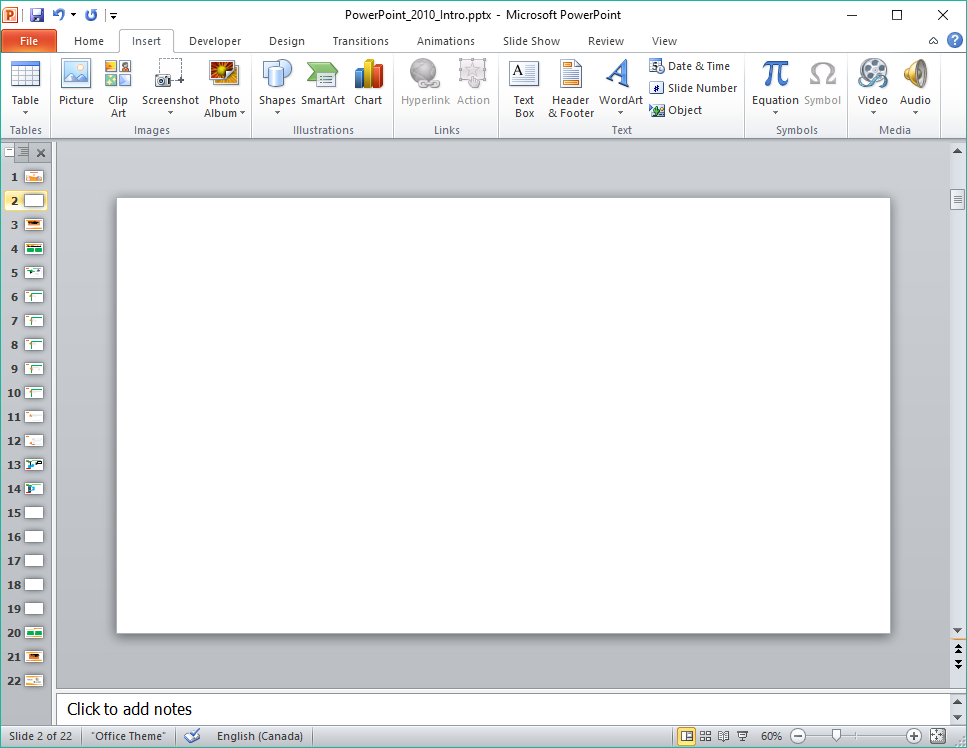 PowerPoint_2010_Intro.pptx - Microsoft PowerPoint
File Home Insert Developer Design Transitions Animations Slide Show Review View
Table
Picture
Clip Art
Screenshot
Photo Album
Shapes
SmartArt
Chart
Hyperlink
Action
Text Box
Header & Footer
WordArt
Date & Time
Slide Number
Object
Equation
Symbol
Video
Audio
Tables Images Illustrations Links Text Symbols Media
1
2
3
4
5
6
7
8
9
10
11
12
13
14
15
16
17
18
19
20
21
22
Click to add notes
Slide 2 of 22 "Office Theme" English (Canada) 60%